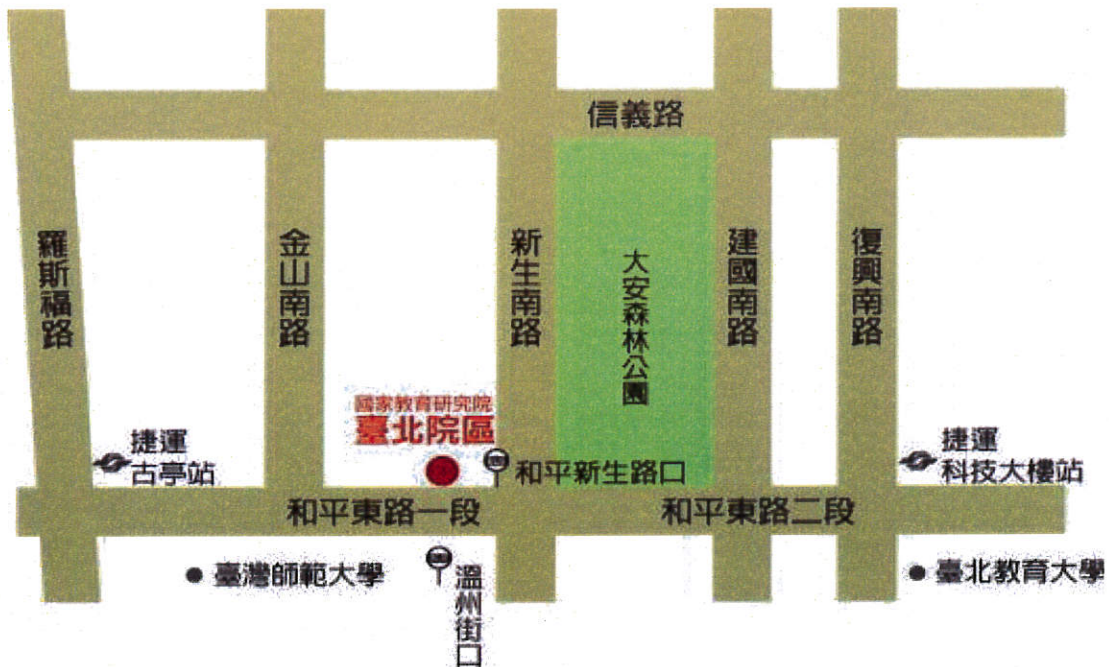 信義路
羅斯福路
金山南路
新生南路
大安森林公園
建國南路
復興南路
國家教育研究院
臺北院區
捷運
古亭站
和平新生路口
捷運
科技大樓站
和平東路一段
和平東路二段
臺灣師範大學
溫州街口
臺北教育大學